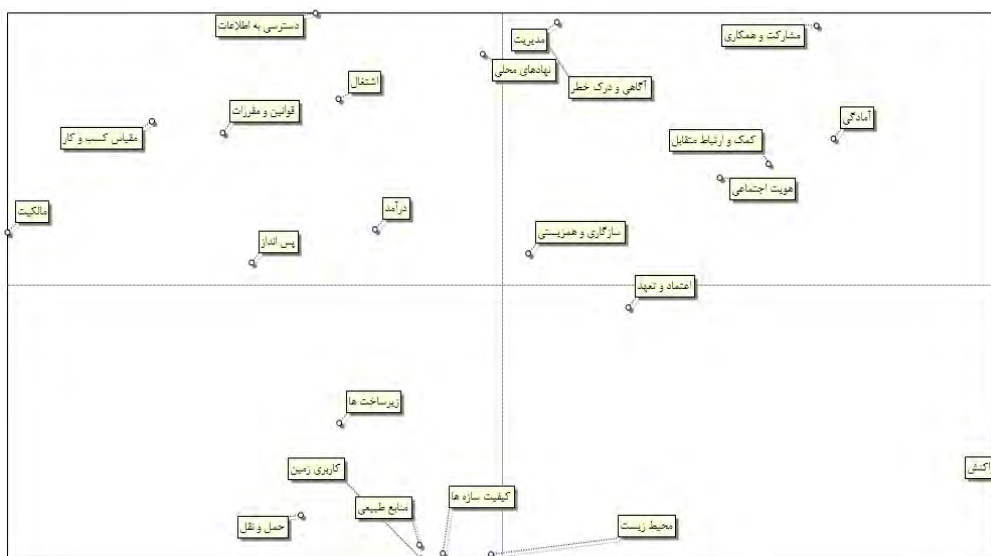 دسترسی به اطلاعات
مدیریت
مشارکت و همکاری
نهادهای محلی
اشتغال
آگاهی و درک خطر
قوانین و مقررات
آمادگی
مقیاس کسب و کار
کمک و ارتباط متقابل
هویت اجتماعی
مالکیت
درآمد
سازگاری و همزیستی
پس انداز
اعتماد و تعهد
زیرساخت ها
کاربری زمین
کیفیت سازه ها
منابع طبیعی
حمل و نقل
محیط زیست